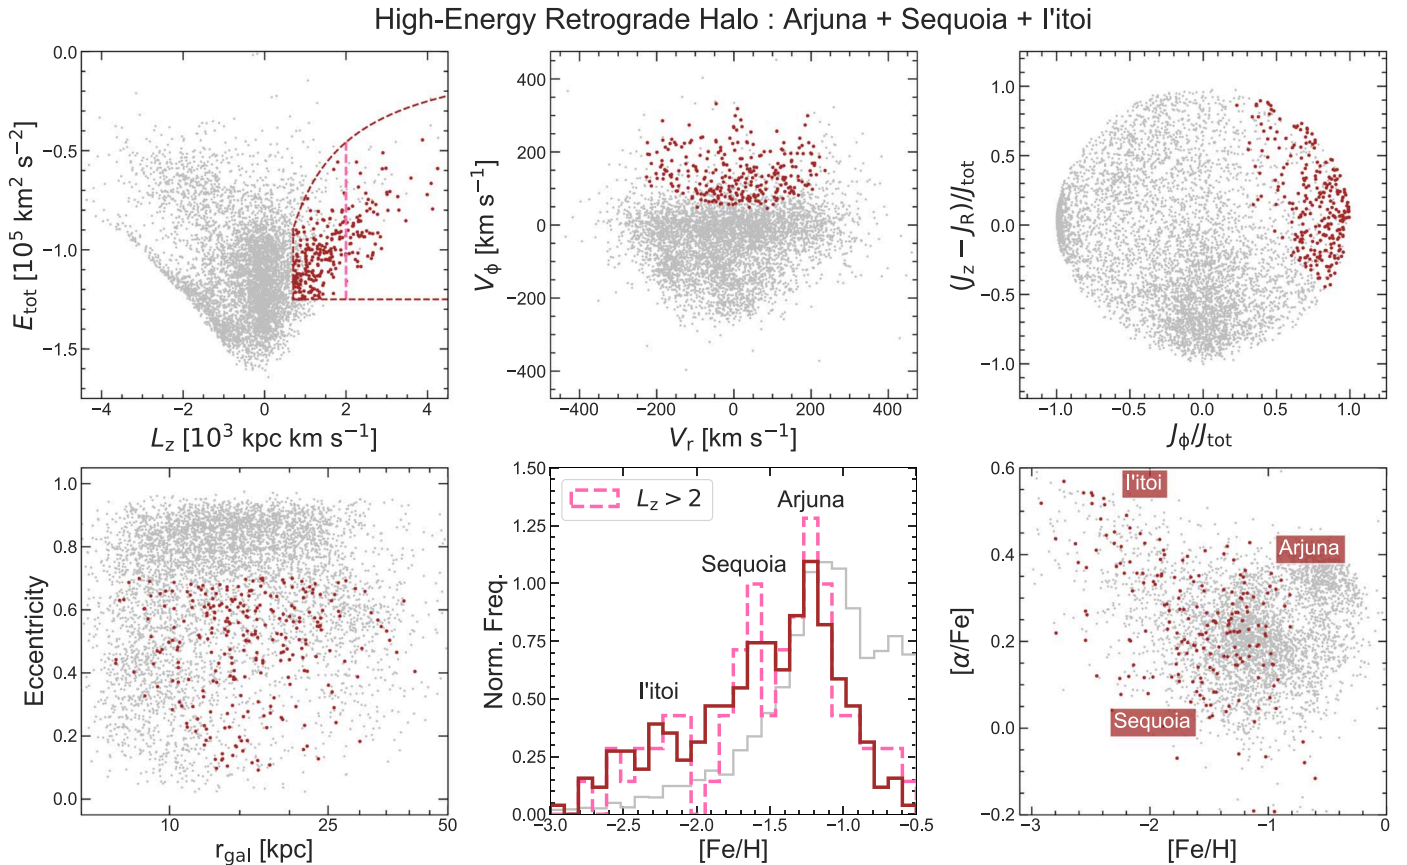 High-Energy Retrograde Halo : Arjuna + Sequoia + I'itoi
0.0
−0.5
−1.0
−1.5
E_tot [10^5 km^2 s^−2]
−4 −2 0 2 4
L_z [10^3 kpc km s^−1]
400
200
0
−200
−400
V_ϕ [km s^−1]
−400 −200 0 200 400
V_r [km s^−1]
1.0
0.5
0.0
−0.5
−1.0
(J_z − J_R)/J_tot
−1.0 −0.5 0.0 0.5 1.0
J_ϕ/J_tot
1.0
0.8
0.6
0.4
0.2
0.0
Eccentricity
10 25 50
r_gal [kpc]
1.50
1.25
1.00
0.75
0.50
0.25
0.00
Norm. Freq.
L_z > 2
Arjuna
Sequoia
I'itoi
−3.0 −2.5 −2.0 −1.5 −1.0 −0.5
[Fe/H]
0.6
0.4
0.2
0.0
−0.2
[α/Fe]
I'itoi
Arjuna
Sequoia
−3 −2 −1 0
[Fe/H]